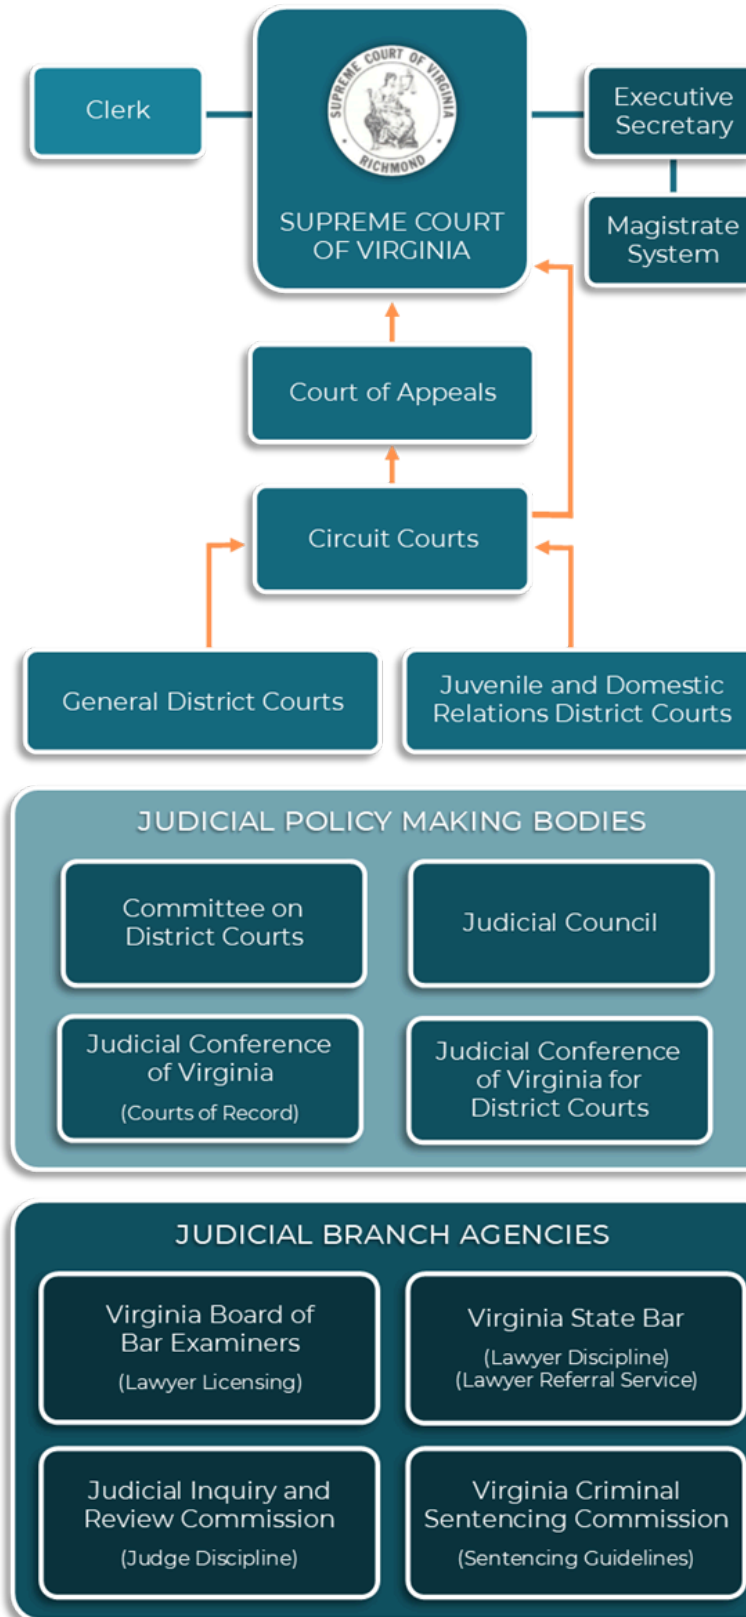 Clerk
SUPREME COURT OF VIRGINIA
RICHMOND
SUPREME COURT
OF VIRGINIA
Executive
Secretary
Magistrate
System
Court of Appeals
Circuit Courts
General District Courts
Juvenile and Domestic
Relations District Courts
JUDICIAL POLICY MAKING BODIES
Committee on
District Courts
Judicial Council
Judicial Conference
of Virginia
(Courts of Record)
Judicial Conference
of Virginia for
District Courts
JUDICIAL BRANCH AGENCIES
Virginia Board of
Bar Examiners
(Lawyer Licensing)
Virginia State Bar
(Lawyer Discipline)
(Lawyer Referral Service)
Judicial Inquiry and
Review Commission
(Judge Discipline)
Virginia Criminal
Sentencing Commission
(Sentencing Guidelines)